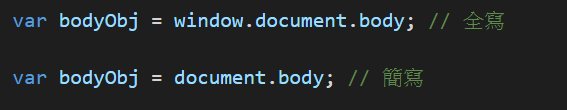 var bodyObj = window.document.body; // 全寫
var bodyObj = document.body; // 簡寫